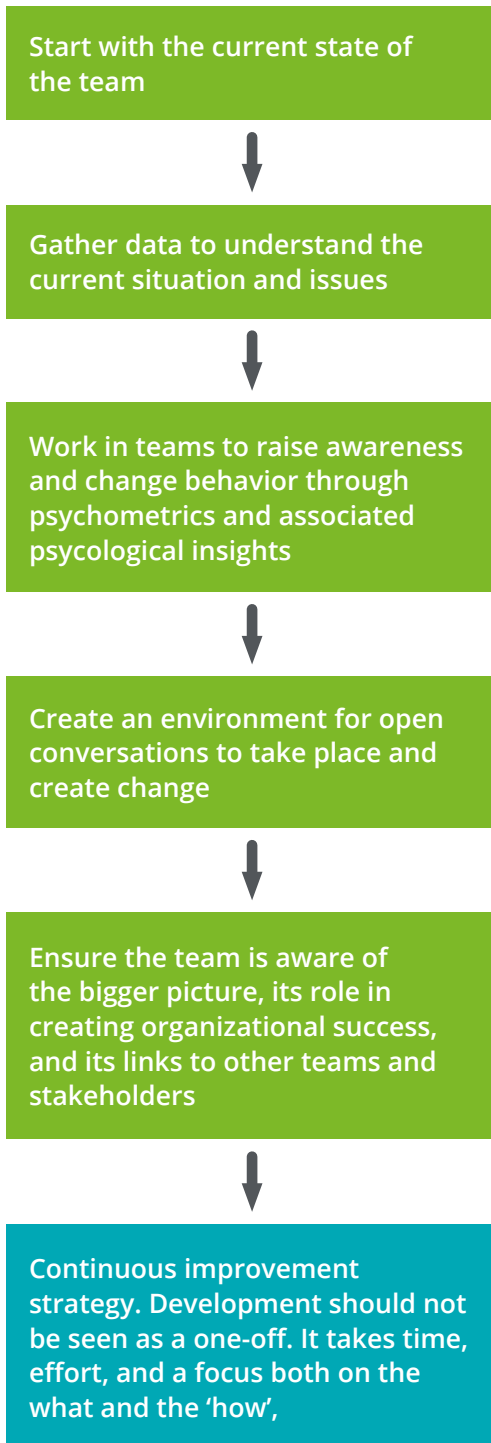 Start with the current state of
the team
Gather data to understand the
current situation and issues
Work in teams to raise awareness
and change behavior through
psychometrics and associated
psycological insights
Create an environment for open
conversations to take place and
create change
Ensure the team is aware of
the bigger picture, its role in
creating organizational success,
and its links to other teams and
stakeholders
Continuous improvement
strategy. Development should not
be seen as a one-off. It takes time,
effort, and a focus both on the
what and the ‘how’,